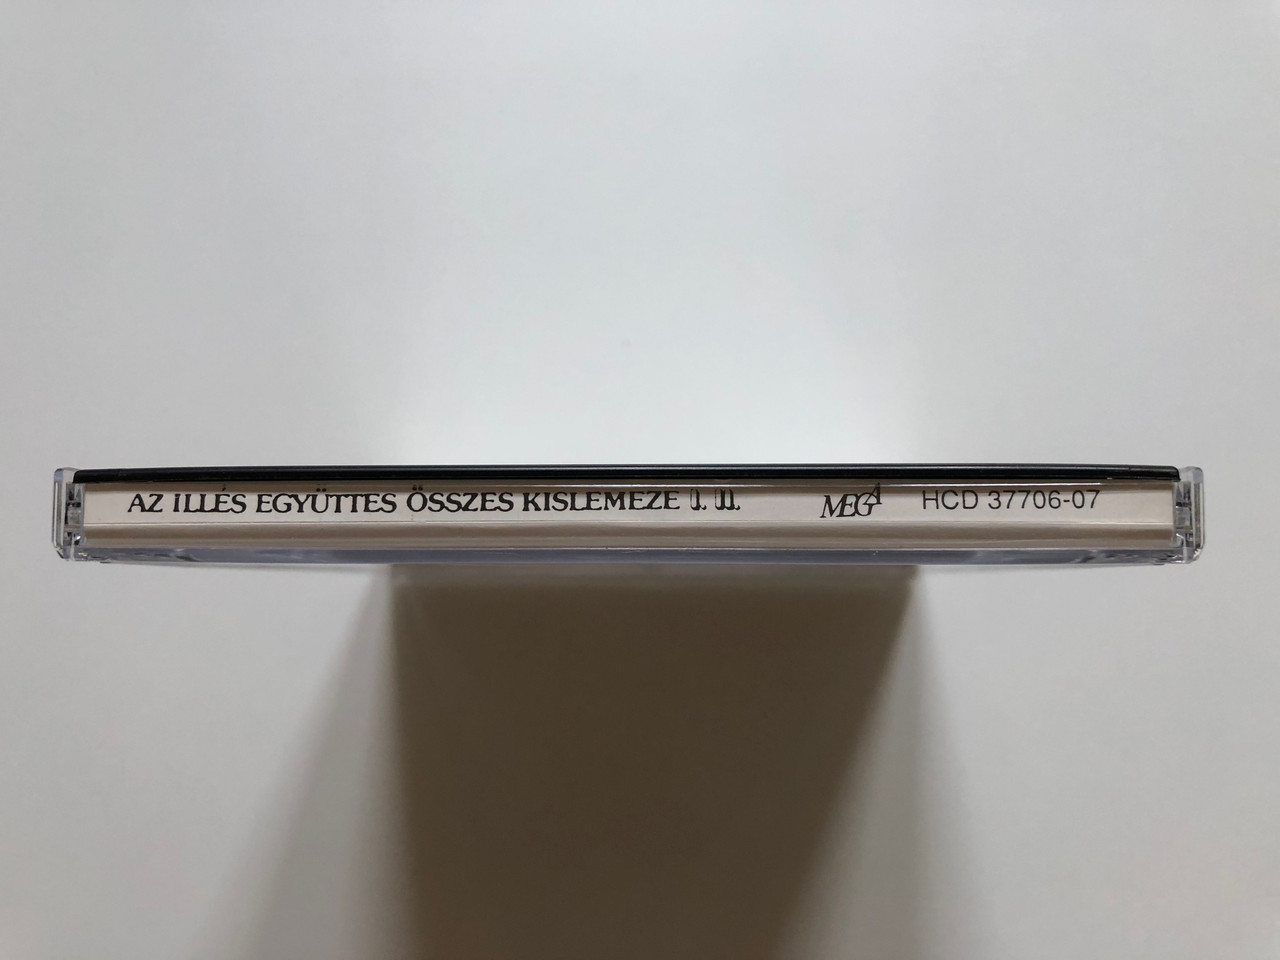 AZ ILLÉS EGYÜTTES ÖSSZES KISLEMEZE I. II. MEGA HCD 37706-07